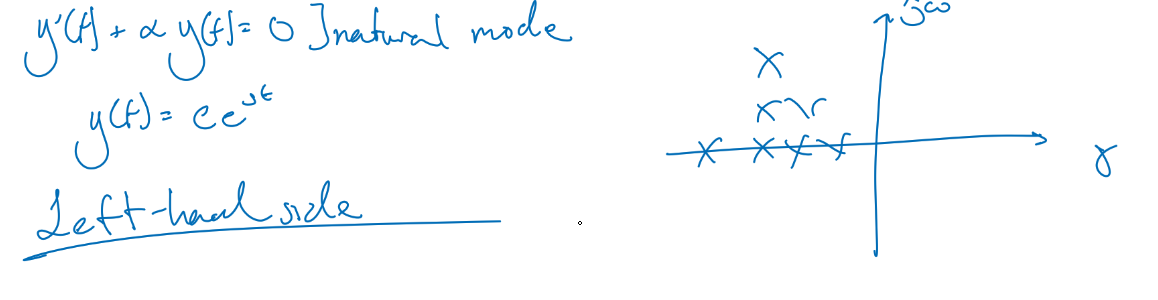 y'(t) + α y(t) = 0 ] natural mode
y(t) = ce^st
Left-hand side
jω
γ